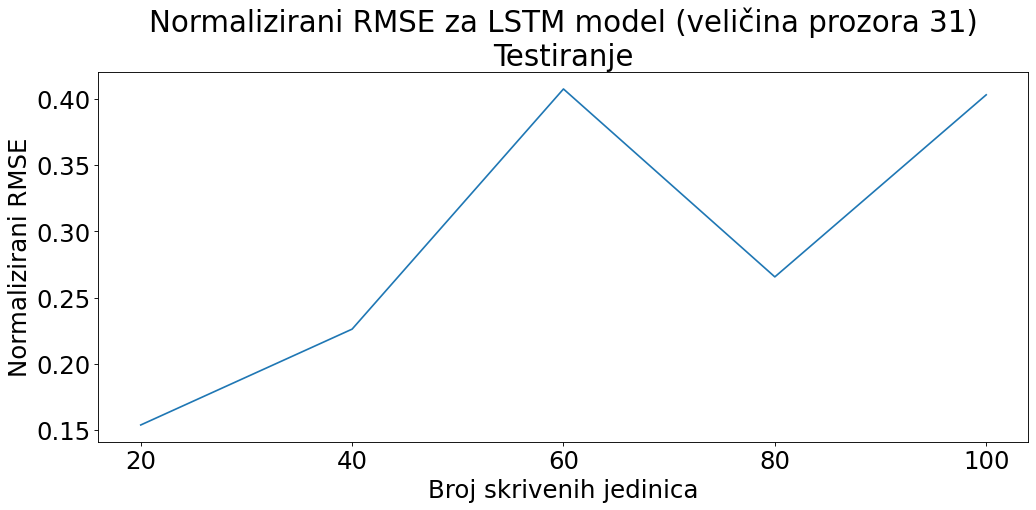 Normalizirani RMSE za LSTM model (veličina prozora 31)
Testiranje
Normalizirani RMSE
0.40
0.35
0.30
0.25
0.20
0.15
20 40 60 80 100
Broj skrivenih jedinica